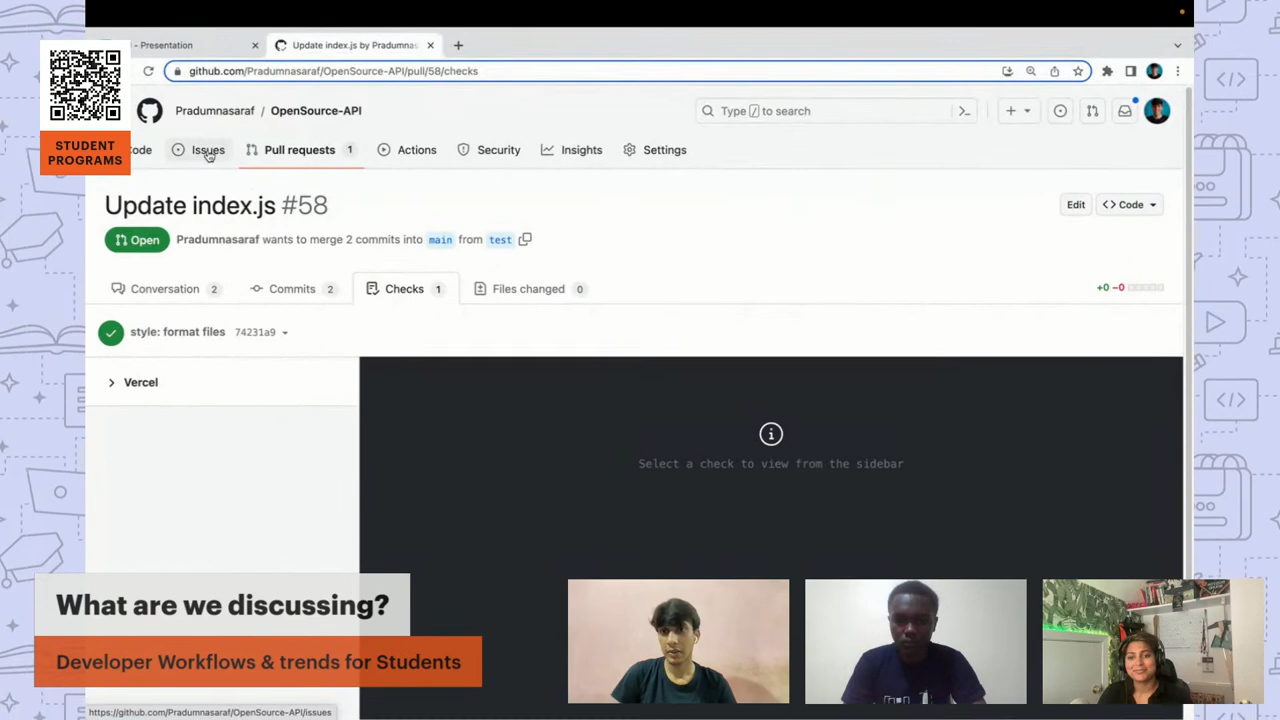 - Presentation
Update index.js by Pradumnas
github.com/Pradumnasaraf/OpenSource-API/pull/58/checks
Pradumnasaraf / OpenSource-API
Type / to search
STUDENT
PROGRAMS
ode
Issues
Pull requests 1
Actions
Security
Insights
Settings
Update index.js #58
Edit
<> Code
Open
Pradumnasaraf wants to merge 2 commits into main from test
Conversation 2
Commits 2
Checks 1
Files changed 0
+0 −0
style: format files 74231a9
Vercel
Select a check to view from the sidebar
What are we discussing?
Developer Workflows & trends for Students
https://github.com/Pradumnasaraf/OpenSource-API/issues